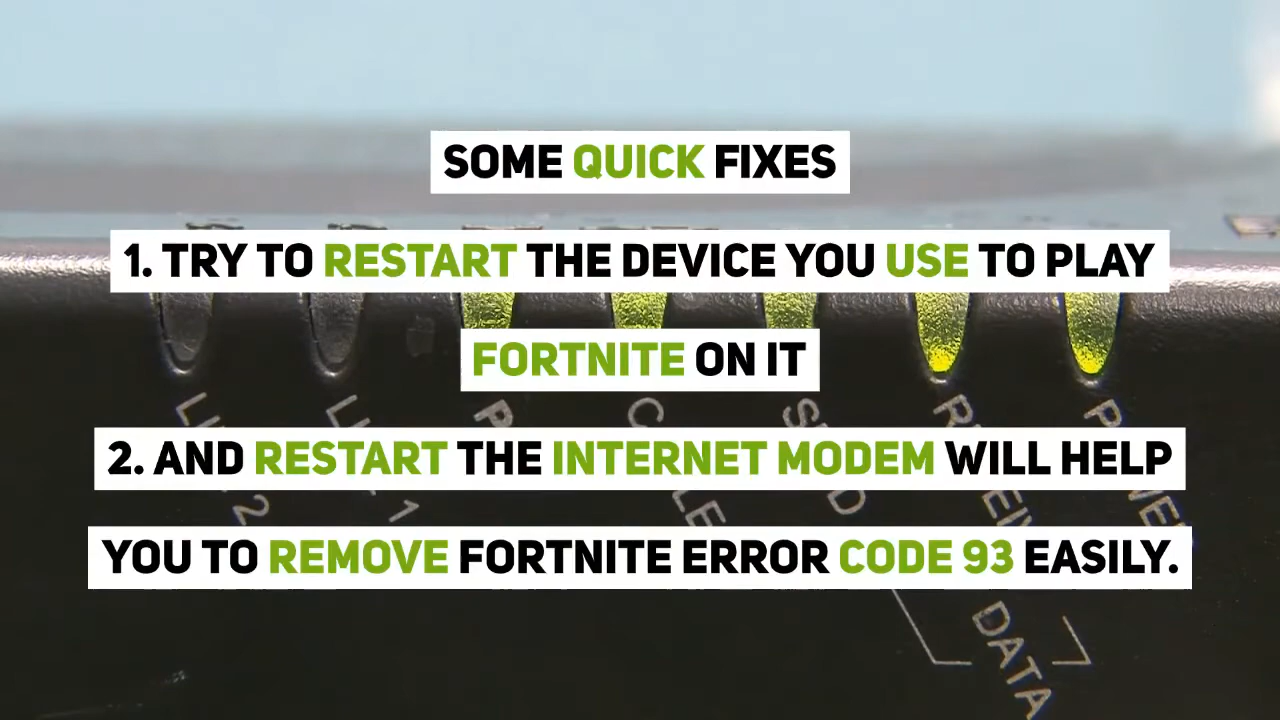 SOME QUICK FIXES
1. TRY TO RESTART THE DEVICE YOU USE TO PLAY
FORTNITE ON IT
2. AND RESTART THE INTERNET MODEM WILL HELP
YOU TO REMOVE FORTNITE ERROR CODE 93 EASILY.
DATA